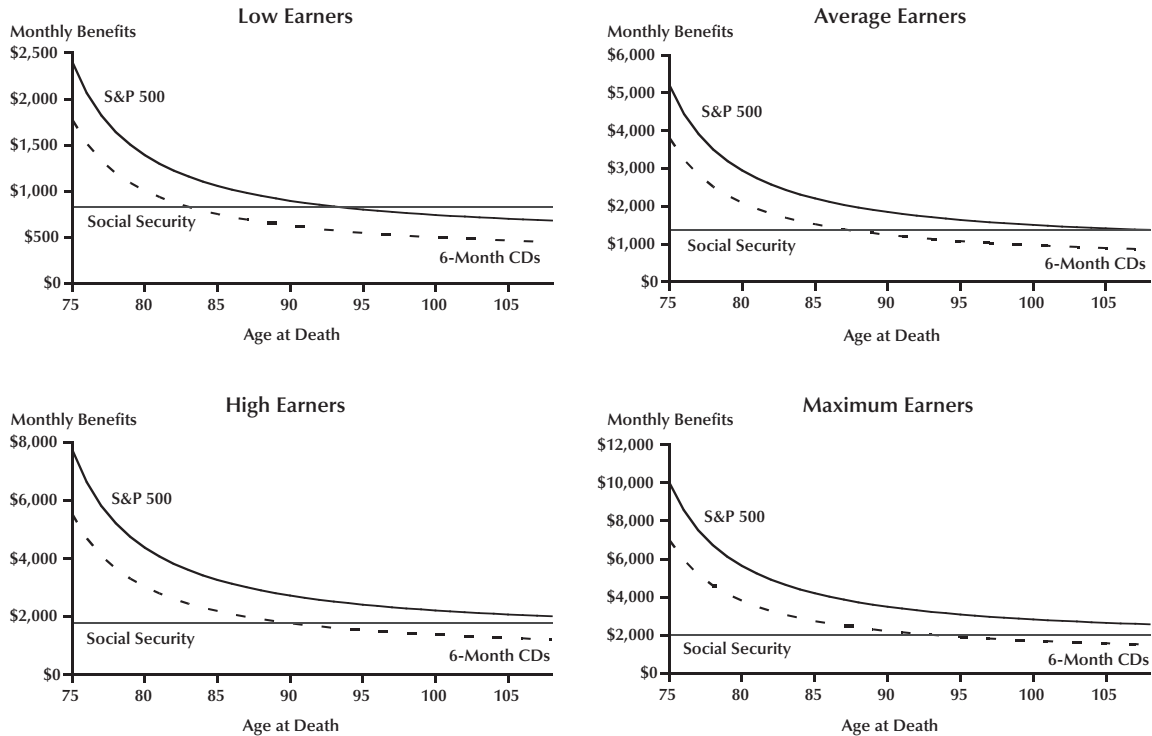 Low Earners
Monthly Benefits
$2,500
$2,000
$1,500
$1,000
$500
$0
S&P 500
Social Security
6-Month CDs
75 80 85 90 95 100 105
Age at Death
Average Earners
Monthly Benefits
$6,000
$5,000
$4,000
$3,000
$2,000
$1,000
$0
S&P 500
Social Security
6-Month CDs
75 80 85 90 95 100 105
Age at Death
High Earners
Monthly Benefits
$8,000
$6,000
$4,000
$2,000
$0
S&P 500
Social Security
6-Month CDs
75 80 85 90 95 100 105
Age at Death
Maximum Earners
Monthly Benefits
$12,000
$10,000
$8,000
$6,000
$4,000
$2,000
$0
S&P 500
Social Security
6-Month CDs
75 80 85 90 95 100 105
Age at Death